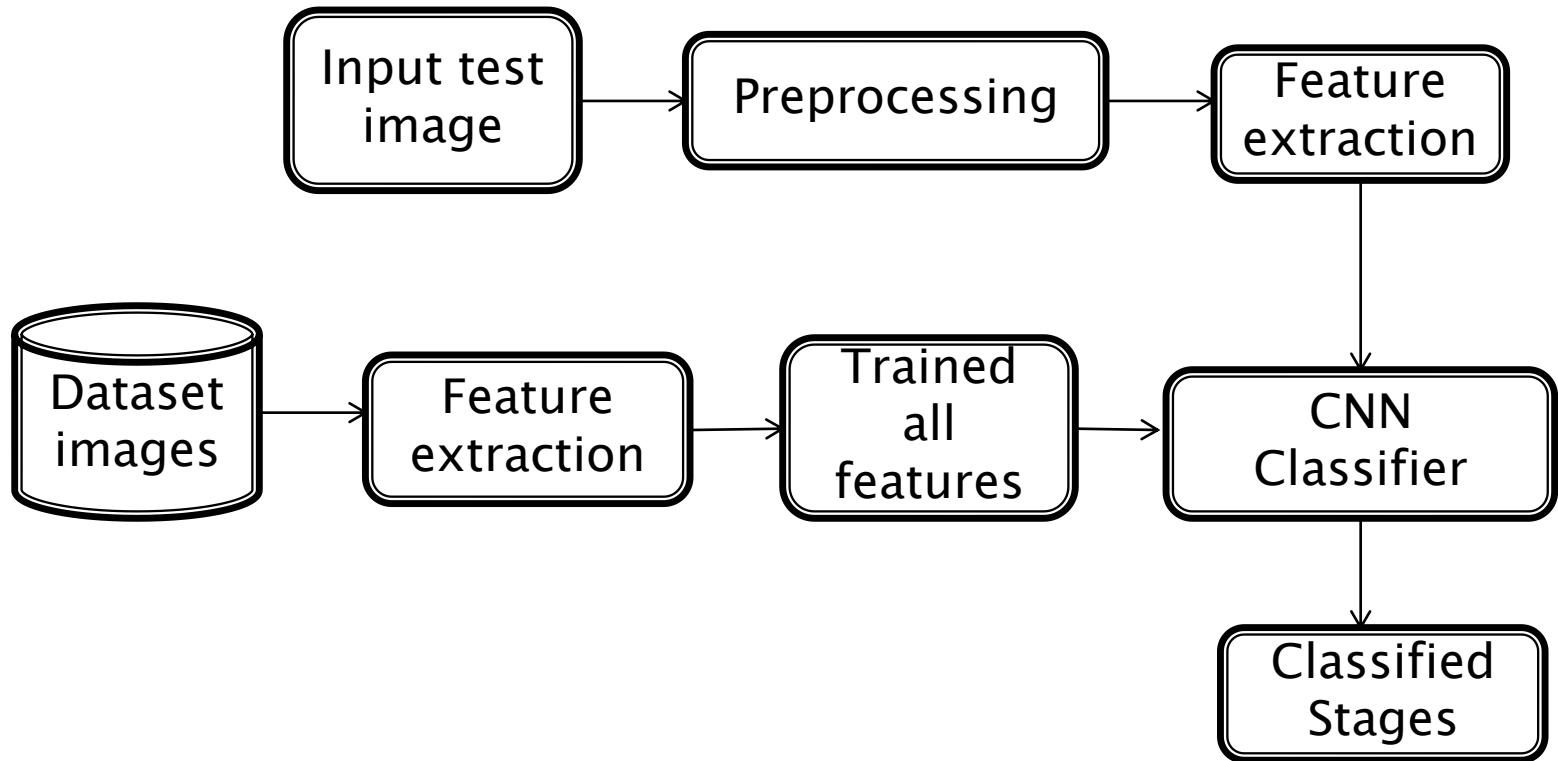 Input test
image
Preprocessing
Feature
extraction
Dataset
images
Feature
extraction
Trained
all
features
CNN
Classifier
Classified
Stages